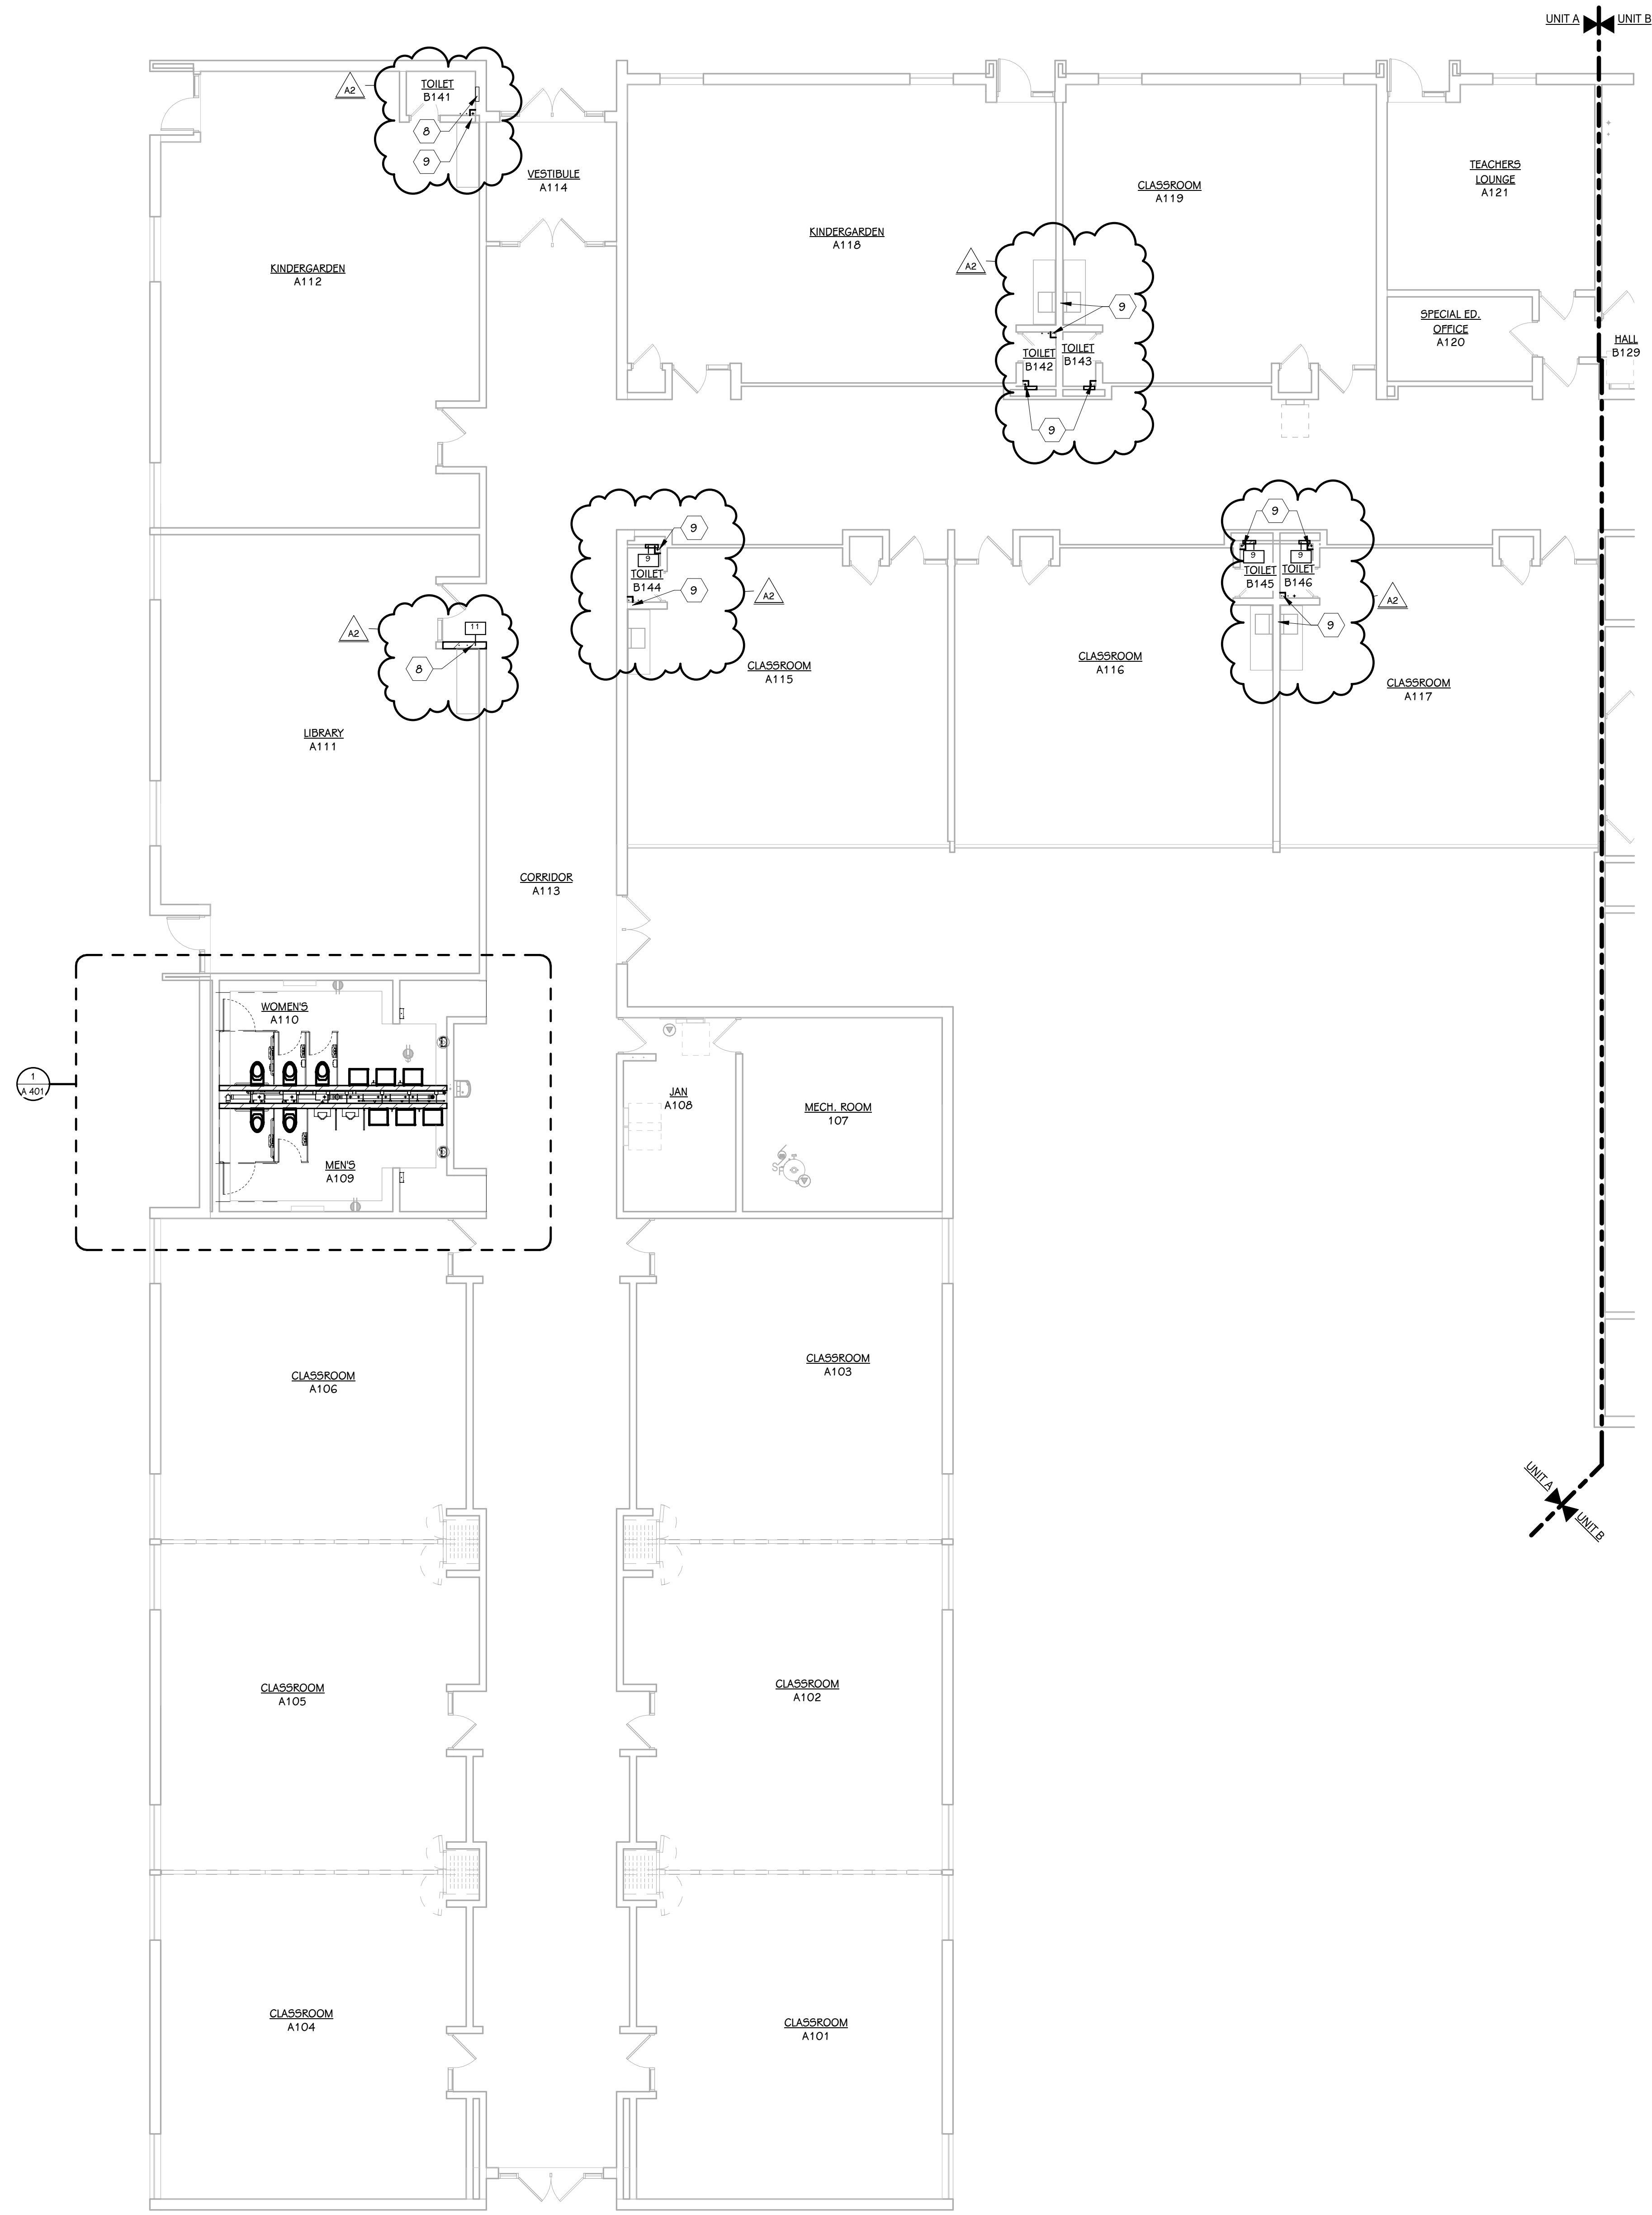 UNIT A
UNIT B
A2
TOILET
B141
8
9
VESTIBULE
A114
TEACHERS
LOUNGE
A121
CLASSROOM
A119
KINDERGARDEN
A118
KINDERGARDEN
A112
A2
9
SPECIAL ED.
OFFICE
A120
HALL
B129
TOILET
B142
TOILET
B143
9
9
9
TOILET
B144
9
A2
9
9
9
TOILET
B145
TOILET
B146
A2
9
A2
11
8
CLASSROOM
A115
CLASSROOM
A116
CLASSROOM
A117
LIBRARY
A111
CORRIDOR
A113
WOMEN'S
A110
1
A 401
JAN
A108
MECH. ROOM
107
MEN'S
A109
CLASSROOM
A106
CLASSROOM
A103
UNIT A
UNIT B
CLASSROOM
A105
CLASSROOM
A102
CLASSROOM
A104
CLASSROOM
A101